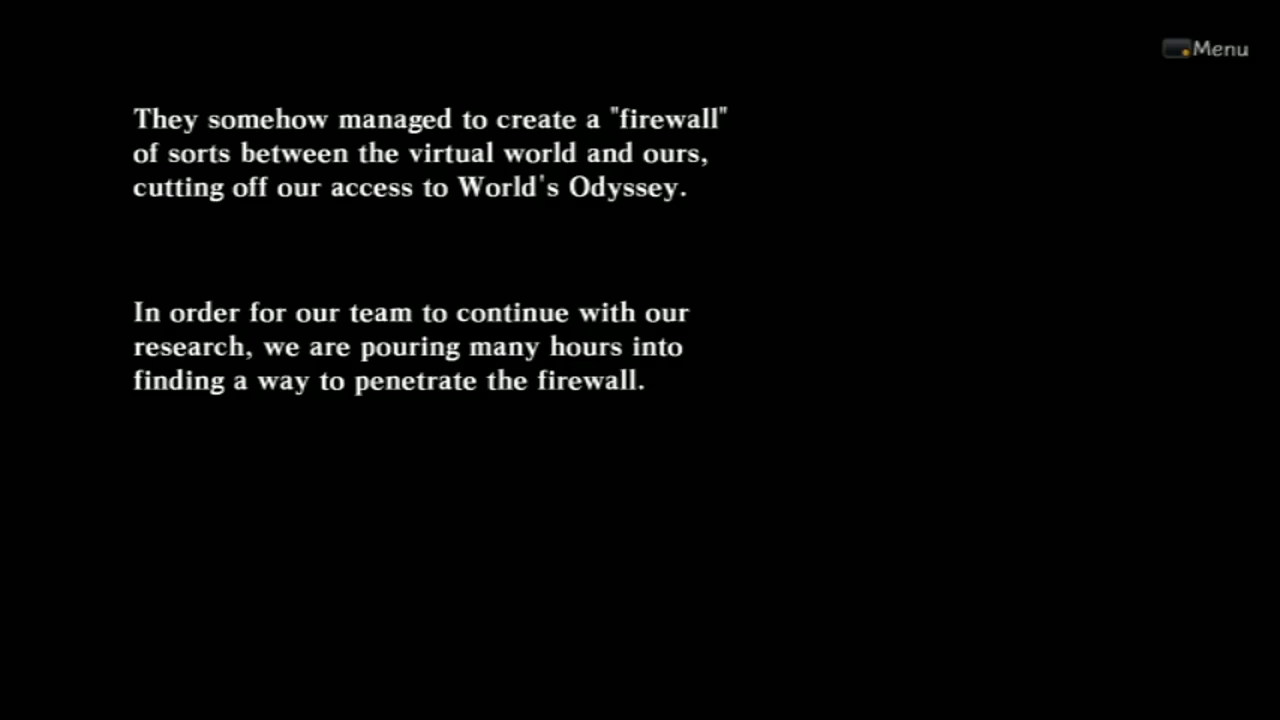 Menu
They somehow managed to create a "firewall"
of sorts between the virtual world and ours,
cutting off our access to World's Odyssey.
In order for our team to continue with our
research, we are pouring many hours into
finding a way to penetrate the firewall.